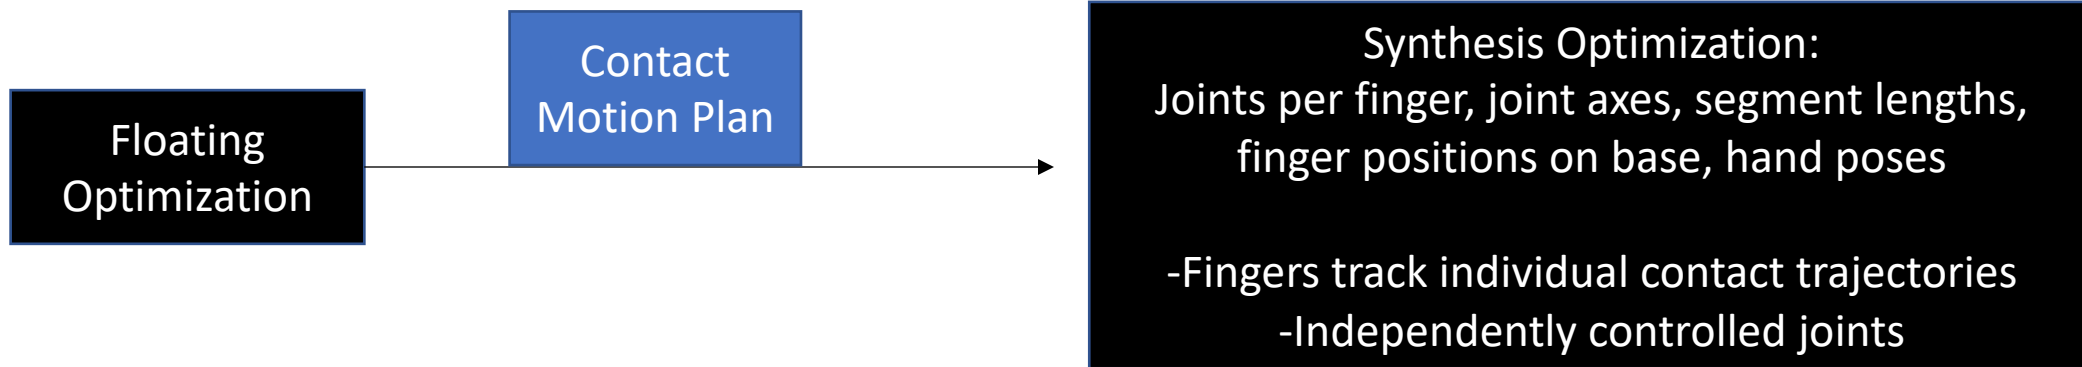 Floating
Optimization
Contact
Motion Plan
Synthesis Optimization:
Joints per finger, joint axes, segment lengths,
finger positions on base, hand poses
-Fingers track individual contact trajectories
-Independently controlled joints